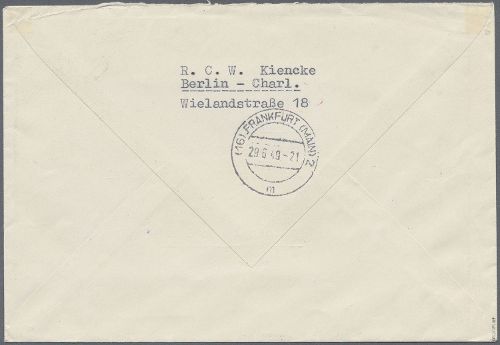 R. C. W. Kiencke
Berlin - Charl.
Wielandstraße 18
(16) FRANKFURT (MAIN) 2
29.6.49-21
m